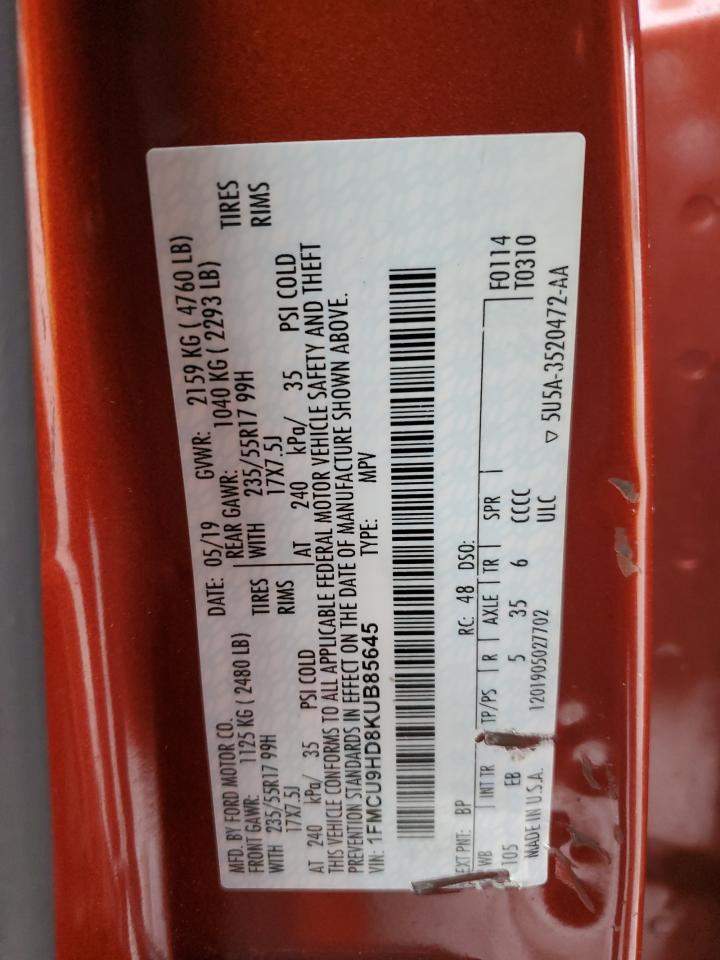 MFD. BY FORD MOTOR CO.
DATE: 05/19 GVWR: 2159 KG ( 4760 LB)
FRONT GAWR: 1125 KG ( 2480 LB)
REAR GAWR: 1040 KG ( 2293 LB)
WITH 235/55R17 99H TIRES
WITH 235/55R17 99H TIRES
17X7.5J RIMS
17X7.5J RIMS
AT 240 kPa/ 35 PSI COLD
AT 240 kPa/ 35 PSI COLD
THIS VEHICLE CONFORMS TO ALL APPLICABLE FEDERAL MOTOR VEHICLE SAFETY AND THEFT
PREVENTION STANDARDS IN EFFECT ON THE DATE OF MANUFACTURE SHOWN ABOVE.
VIN: 1FMCU9HD8KUB85645 TYPE: MPV
EXT PNT: BP RC: 48 DSO:
F0114
T0310
WB INT TR TP/PS R AXLE TR SPR
105 EB 5 35 6 CCCC
ULC
MADE IN U.S.A. 1201905027702
▽ 5U5A-3520472-AA